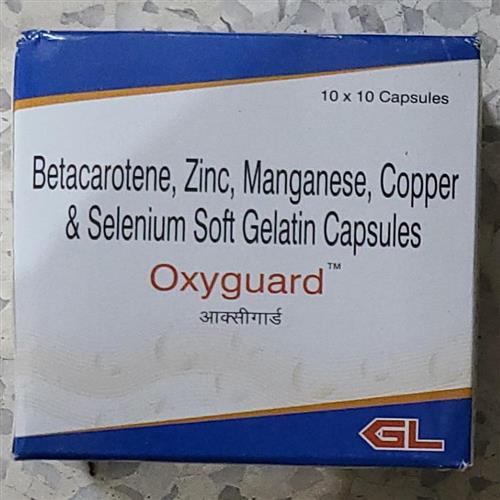 10 x 10 Capsules
Betacarotene, Zinc, Manganese, Copper
& Selenium Soft Gelatin Capsules
Oxyguard™
आक्सीगार्ड
GL